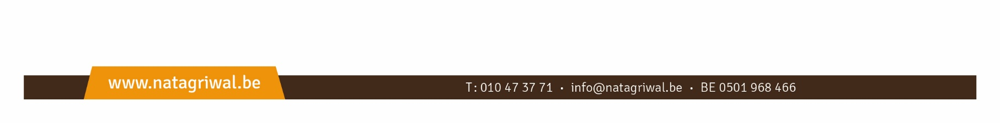 www.natagriwal.be
T: 010 47 37 71 • info@natagriwal.be • BE 0501 968 466